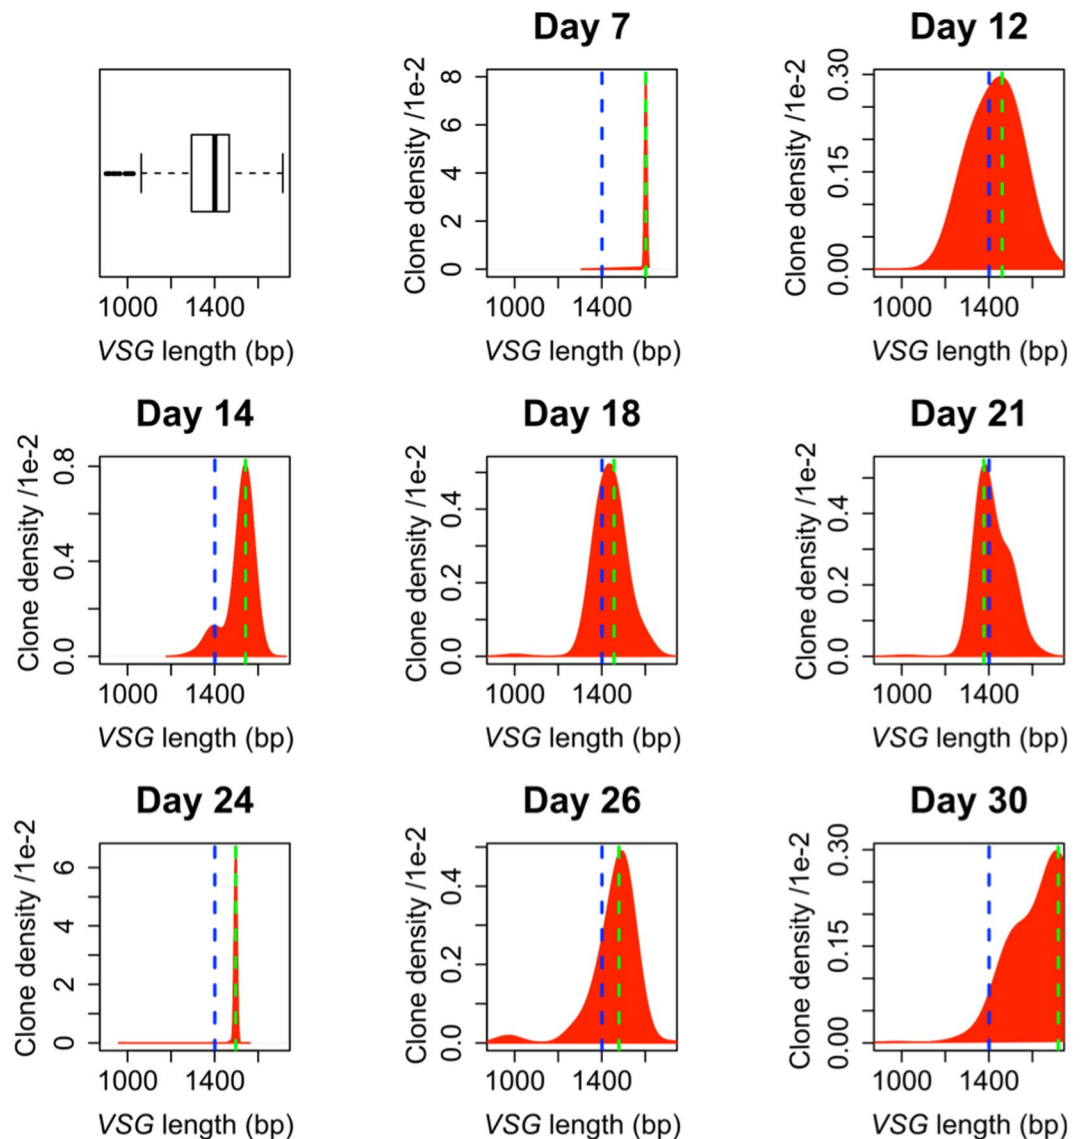 Day 7
Day 12
Clone density /1e-2
0 2 4 6 8
Clone density /1e-2
0.00 0.15 0.30
1000 1400
1000 1400
1000 1400
VSG length (bp)
VSG length (bp)
VSG length (bp)
Day 14
Day 18
Day 21
Clone density /1e-2
0.0 0.4 0.8
Clone density /1e-2
0.0 0.2 0.4
Clone density /1e-2
0.0 0.2 0.4
1000 1400
1000 1400
1000 1400
VSG length (bp)
VSG length (bp)
VSG length (bp)
Day 24
Day 26
Day 30
Clone density /1e-2
0 2 4 6
Clone density /1e-2
0.0 0.2 0.4
Clone density /1e-2
0.00 0.15 0.30
1000 1400
1000 1400
1000 1400
VSG length (bp)
VSG length (bp)
VSG length (bp)